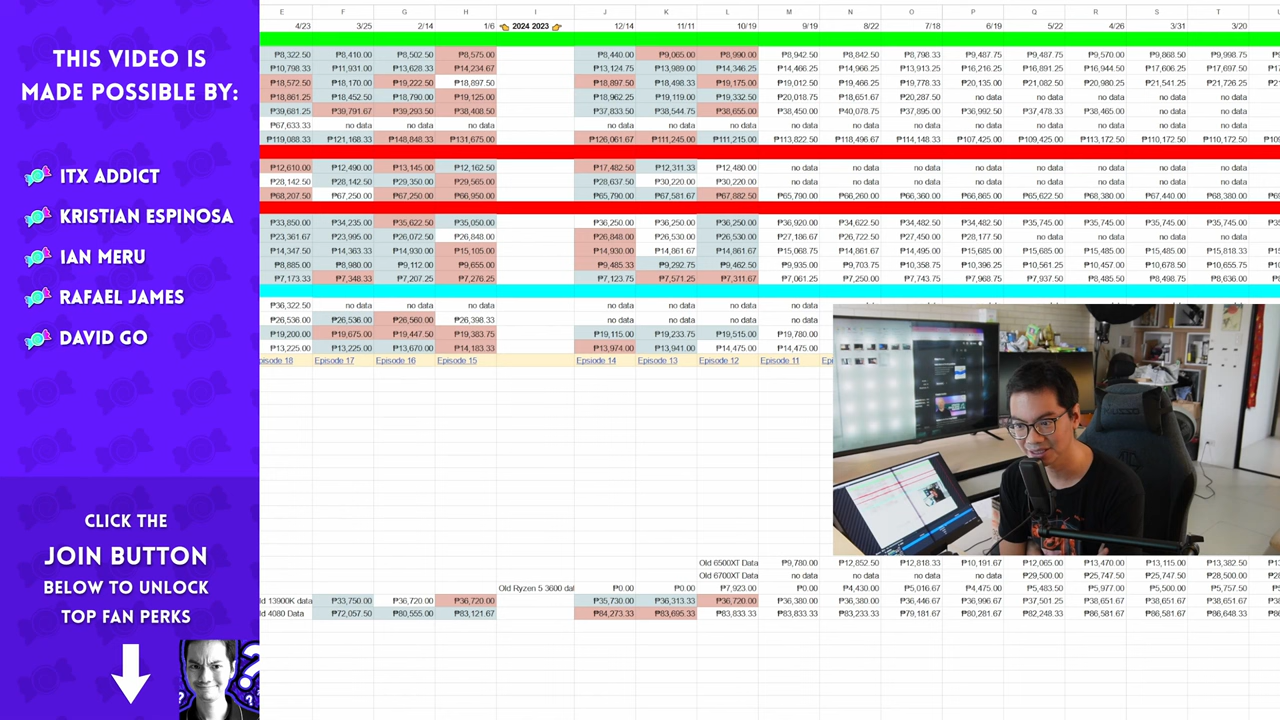 THIS VIDEO IS
MADE POSSIBLE BY:
ITX ADDICT
KRISTIAN ESPINOSA
IAN MERU
RAFAEL JAMES
DAVID GO
CLICK THE
JOIN BUTTON
BELOW TO UNLOCK
TOP FAN PERKS
E F G H I J K L M N O P Q R S T
4/23 3/25 2/14 1/6 👈 2024 2023 👉 12/14 11/11 10/19 9/19 8/22 7/18 6/19 5/22 4/26 3/31 3/20
₱8,322.50 ₱8,410.00 ₱8,502.50 ₱8,575.00 ₱8,440.00 ₱9,065.00 ₱8,990.00 ₱8,942.50 ₱8,842.50 ₱8,798.33 ₱9,487.75 ₱9,487.75 ₱9,570.00 ₱9,868.50 ₱9,998.75
₱10,798.33 ₱11,931.00 ₱13,628.33 ₱14,234.67 ₱13,124.75 ₱13,989.00 ₱14,346.25 ₱14,466.25 ₱14,966.25 ₱13,913.25 ₱16,216.25 ₱16,891.25 ₱16,944.50 ₱17,606.25 ₱17,697.50
₱18,572.50 ₱18,170.00 ₱19,222.50 ₱18,897.50 ₱18,897.50 ₱18,498.33 ₱19,175.00 ₱19,012.50 ₱19,466.25 ₱19,778.33 ₱20,135.00 ₱21,082.50 ₱20,980.25 ₱21,541.25 ₱21,726.25
₱18,861.25 ₱18,452.50 ₱18,790.00 ₱19,125.00 ₱18,962.25 ₱19,119.00 ₱19,332.50 ₱20,018.75 ₱18,651.67 ₱20,287.50 no data no data no data no data no data
₱39,681.25 ₱39,791.67 ₱39,293.50 ₱38,408.50 ₱37,833.50 ₱38,544.75 ₱38,655.00 ₱38,450.00 ₱40,078.75 ₱37,895.00 ₱36,992.50 ₱37,478.33 ₱38,465.00 no data no data
₱67,633.33 no data no data no data no data no data no data no data no data no data no data no data no data no data no data
₱119,088.33 ₱121,168.33 ₱148,848.33 ₱131,675.00 ₱126,061.67 ₱111,245.00 ₱111,215.00 ₱113,822.50 ₱118,496.67 ₱114,148.33 ₱107,425.00 ₱109,425.00 ₱113,172.50 ₱110,172.50 ₱110,172.50
₱12,610.00 ₱12,490.00 ₱13,145.00 ₱12,162.50 ₱17,482.50 ₱12,311.33 ₱12,480.00 no data no data no data no data no data no data no data no data
₱28,142.50 ₱28,142.50 ₱29,350.00 ₱29,565.00 ₱28,637.50 ₱30,220.00 ₱30,220.00 no data no data no data no data no data no data no data no data
₱68,207.50 ₱67,250.00 ₱67,250.00 ₱66,950.00 ₱65,790.00 ₱67,581.67 ₱67,882.50 ₱65,790.00 ₱66,260.00 ₱66,360.00 ₱66,865.00 ₱65,622.50 ₱68,380.00 ₱67,440.00 ₱68,380.00
₱33,850.00 ₱34,235.00 ₱35,622.50 ₱35,050.00 ₱36,250.00 ₱36,250.00 ₱36,250.00 ₱36,920.00 ₱34,622.50 ₱34,482.50 ₱34,482.50 ₱35,745.00 ₱35,745.00 ₱35,745.00 ₱35,745.00
₱23,361.67 ₱23,995.33 ₱26,072.50 ₱26,848.00 ₱26,848.00 ₱26,530.00 ₱26,530.00 ₱27,186.67 ₱26,722.50 ₱27,450.00 ₱28,177.50 no data no data no data no data
₱14,347.50 ₱14,363.33 ₱14,930.00 ₱15,105.00 ₱14,930.00 ₱14,861.67 ₱14,861.67 ₱15,068.75 ₱14,861.67 ₱14,495.00 ₱15,685.00 ₱15,485.00 ₱15,485.00 ₱15,485.00 ₱15,818.33
₱8,885.00 ₱8,980.00 ₱9,112.00 ₱9,655.00 ₱9,485.33 ₱9,292.75 ₱9,462.50 ₱9,935.00 ₱9,703.75 ₱10,358.75 ₱10,396.25 ₱10,561.25 ₱10,457.00 ₱10,678.50 ₱10,655.75
₱7,173.33 ₱7,348.33 ₱7,207.25 ₱7,276.25 ₱7,123.75 ₱7,571.25 ₱7,311.67 ₱7,061.25 ₱7,250.00 ₱7,743.75 ₱7,968.75 ₱7,937.50 ₱8,485.50 ₱8,498.75 ₱8,636.00
₱36,322.50 no data no data no data no data no data no data no data
₱26,536.00 ₱26,536.00 ₱26,560.00 ₱26,398.33 no data no data no data no data
₱19,200.00 ₱19,675.00 ₱19,447.50 ₱19,383.75 ₱19,115.00 ₱19,233.75 ₱19,515.00 ₱19,780.00
₱13,225.00 ₱13,225.00 ₱13,670.00 ₱14,183.33 ₱13,974.00 ₱13,941.00 ₱14,475.00 ₱14,475.00
pisode 18 Episode 17 Episode 16 Episode 15 Episode 14 Episode 13 Episode 12 Episode 11
Old 6500XT Data ₱9,780.00 ₱12,852.50 ₱12,818.33 ₱10,191.67 ₱12,065.00 ₱13,470.00 ₱13,115.00 ₱13,382.50
Old 6700XT Data no data no data no data no data ₱29,500.00 ₱25,747.50 ₱25,747.50 ₱28,500.00
Old Ryzen 5 3600 dat ₱0.00 ₱0.00 ₱7,923.00 ₱0.00 ₱4,410.00 ₱5,016.67 ₱4,475.00 ₱5,483.00 ₱5,977.00 ₱5,515.00 ₱5,757.50
ld 13900K data ₱33,750.00 ₱36,720.00 ₱36,720.00 ₱35,730.00 ₱36,313.33 ₱36,720.00 ₱36,380.00 ₱36,380.00 ₱36,446.67 ₱36,996.67 ₱37,501.25 ₱38,651.67 ₱38,651.67 ₱38,651.67
ld 4080 Data ₱72,057.50 ₱80,555.00 ₱83,121.67 ₱84,273.33 ₱83,695.33 ₱83,833.33 ₱83,833.33 ₱83,233.33 ₱79,181.67 ₱80,281.67 ₱82,248.33 ₱86,581.67 ₱86,581.67 ₱86,648.33